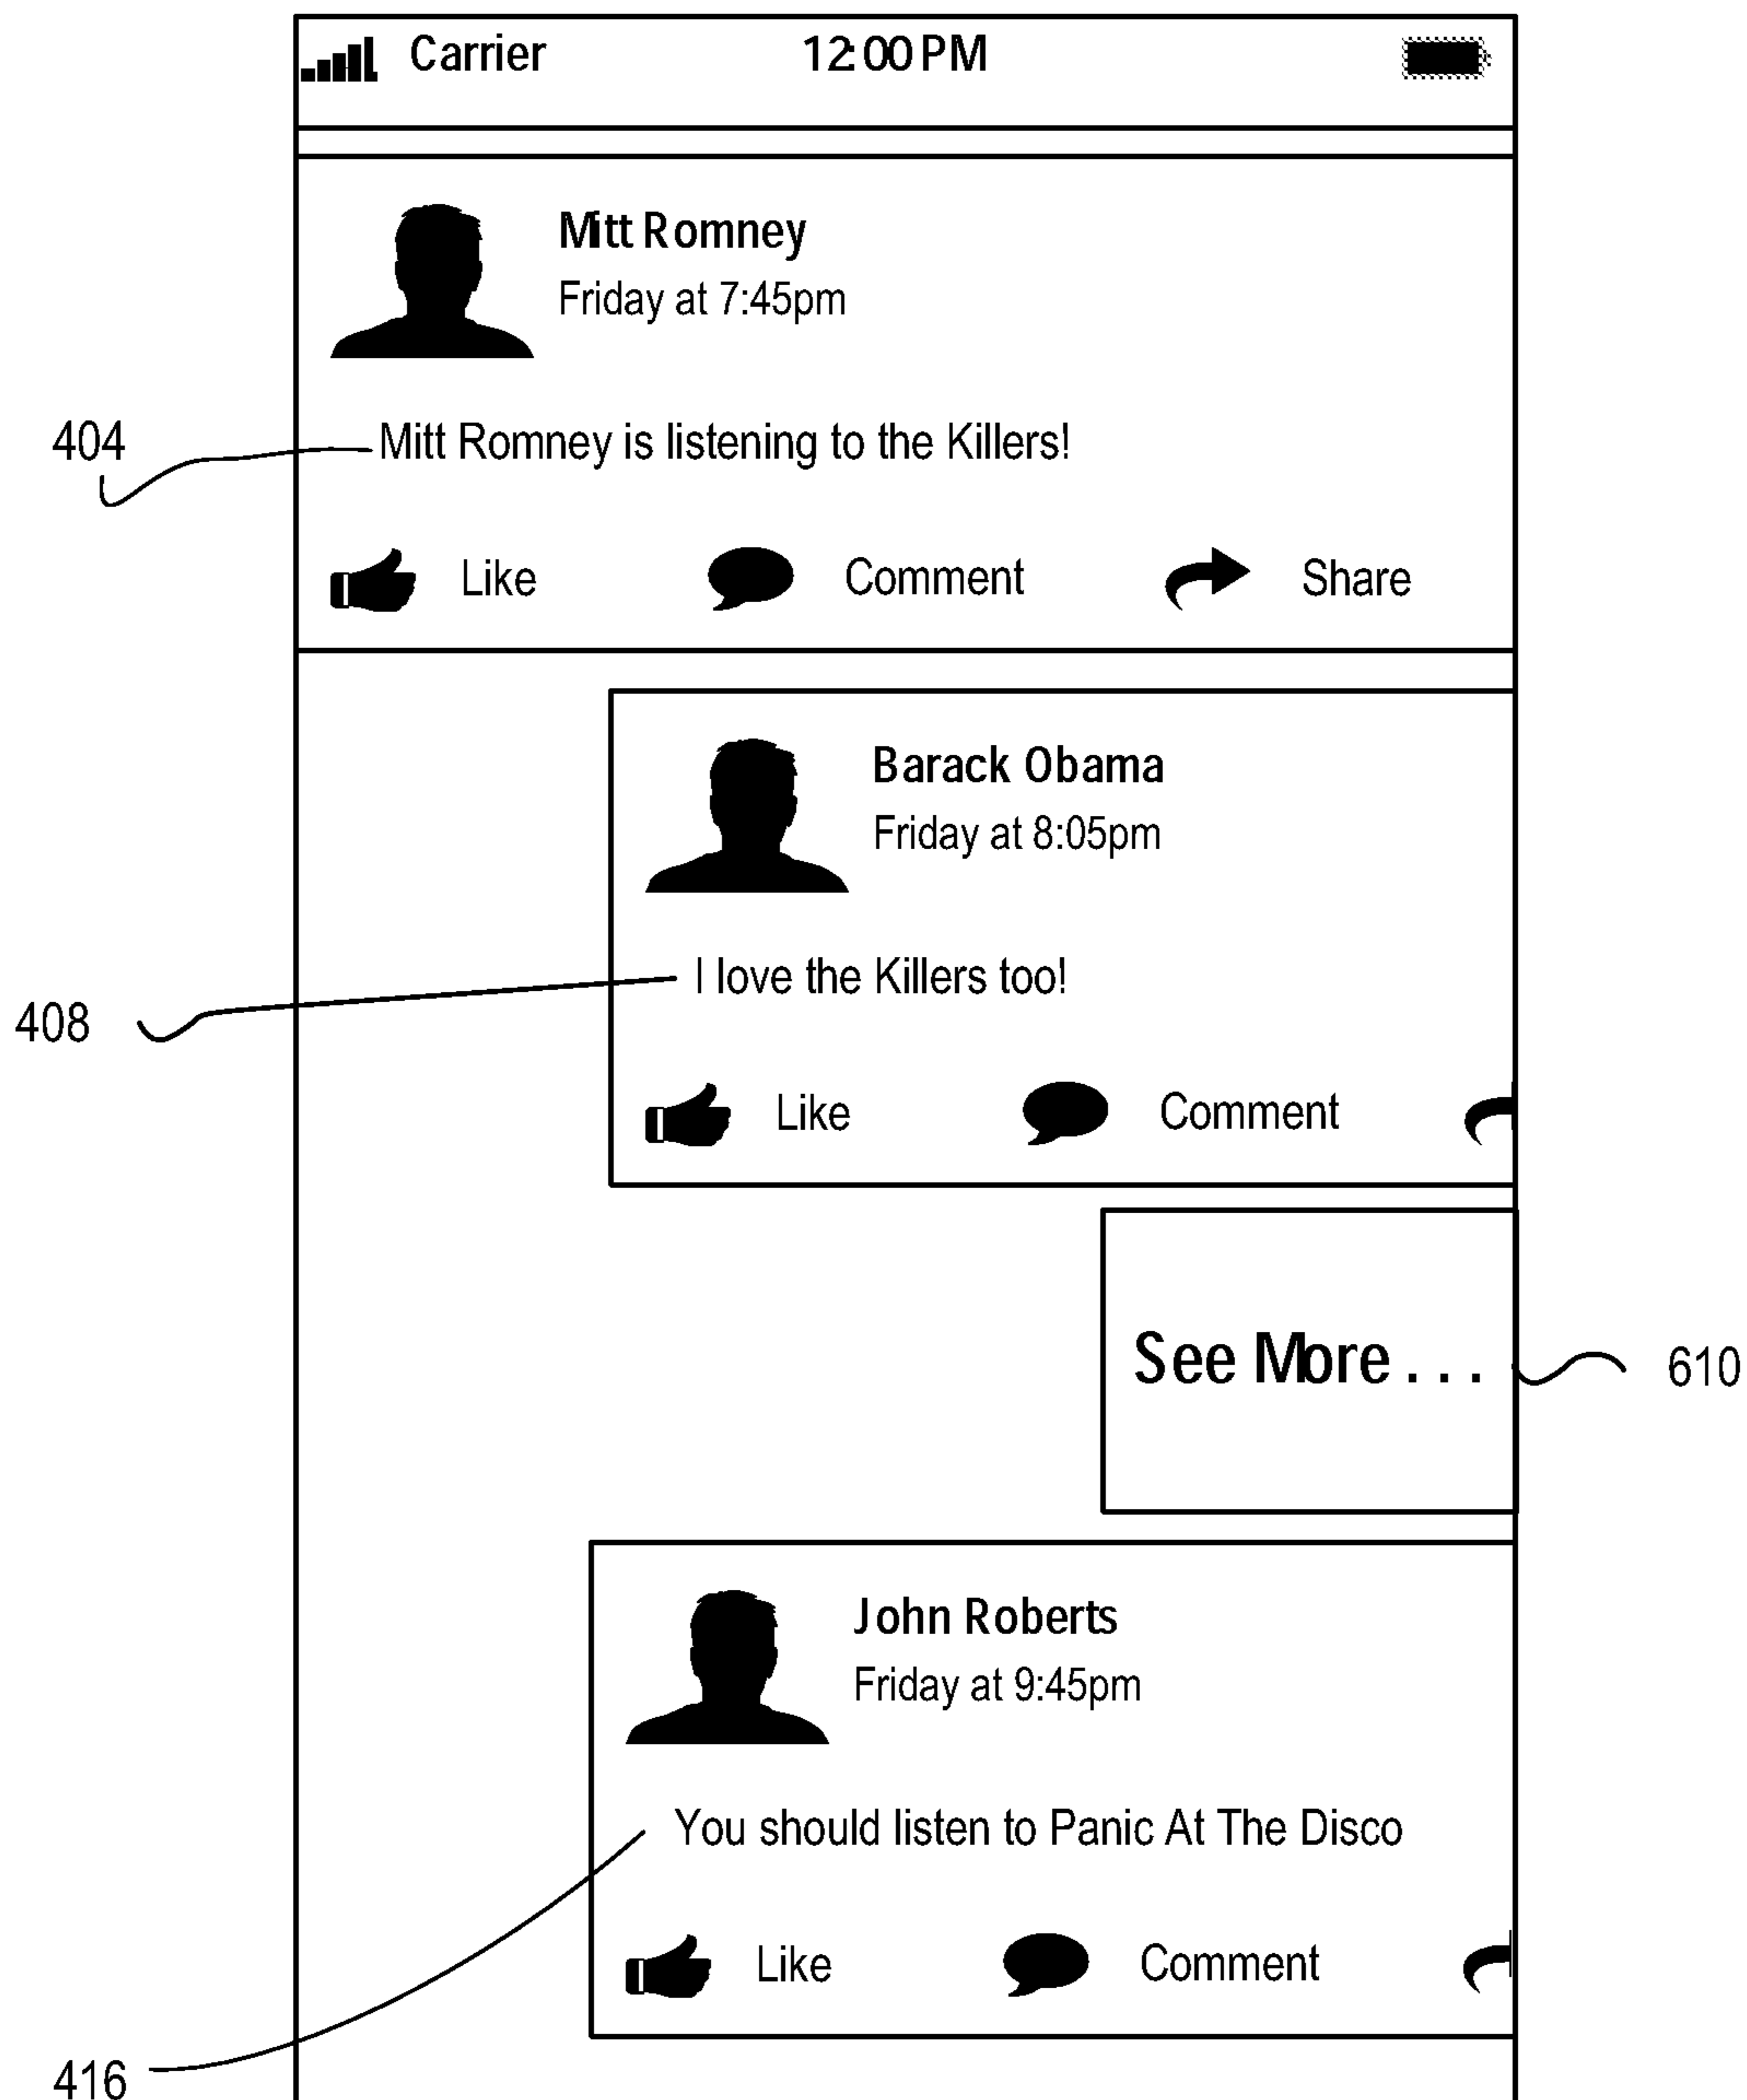 Carrier 12:00 PM
Mitt Romney
Friday at 7:45pm
404
Mitt Romney is listening to the Killers!
Like Comment Share
Barack Obama
Friday at 8:05pm
I love the Killers too!
408
Like Comment
See More . . .
610
John Roberts
Friday at 9:45pm
You should listen to Panic At The Disco
Like Comment
416